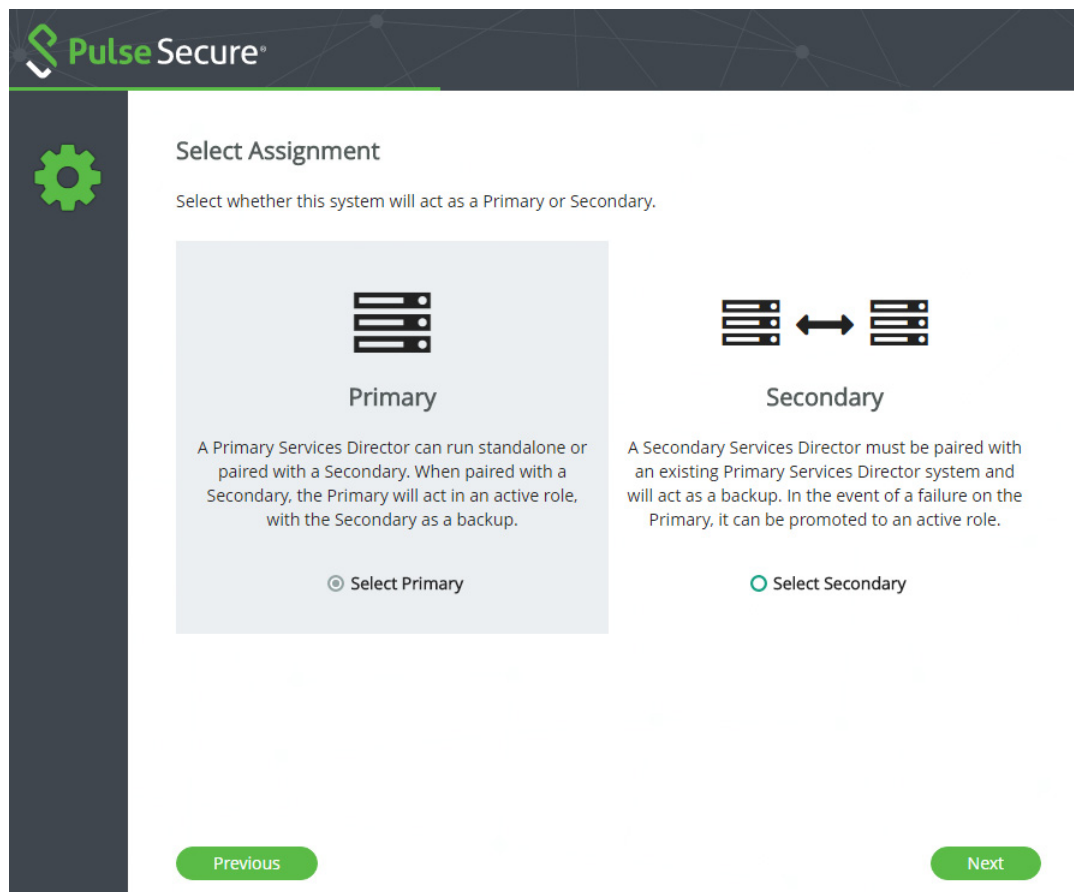 Pulse Secure®
Select Assignment
Select whether this system will act as a Primary or Secondary.
Primary
A Primary Services Director can run standalone or
paired with a Secondary. When paired with a
Secondary, the Primary will act in an active role,
with the Secondary as a backup.
Select Primary
Secondary
A Secondary Services Director must be paired with
an existing Primary Services Director system and
will act as a backup. In the event of a failure on the
Primary, it can be promoted to an active role.
Select Secondary
Previous
Next